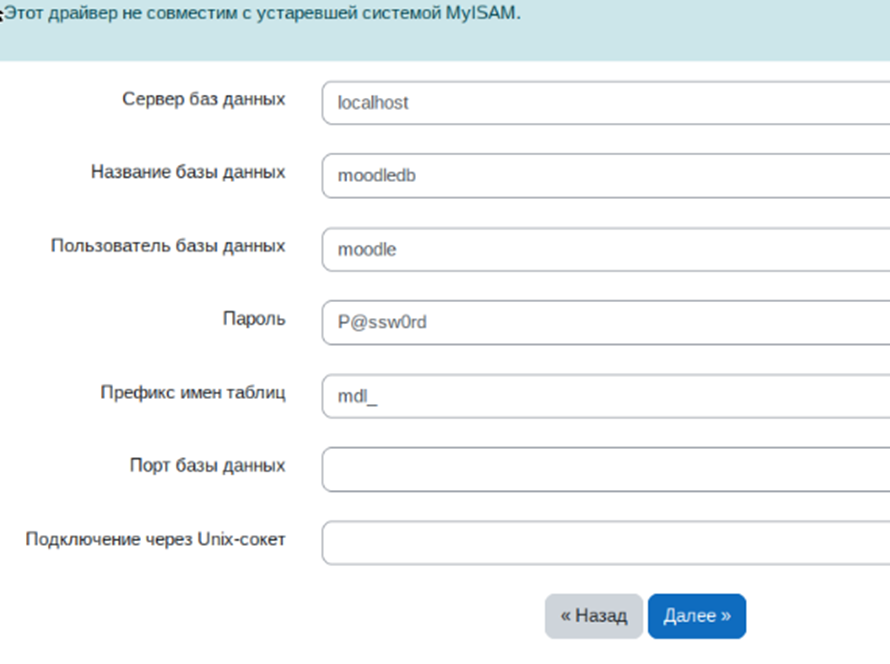 Этот драйвер не совместим с устаревшей системой MyISAM.
Сервер баз данных localhost
Название базы данных moodledb
Пользователь базы данных moodle
Пароль P@ssw0rd
Префикс имен таблиц mdl_
Порт базы данных
Подключение через Unix-сокет
« Назад Далее »